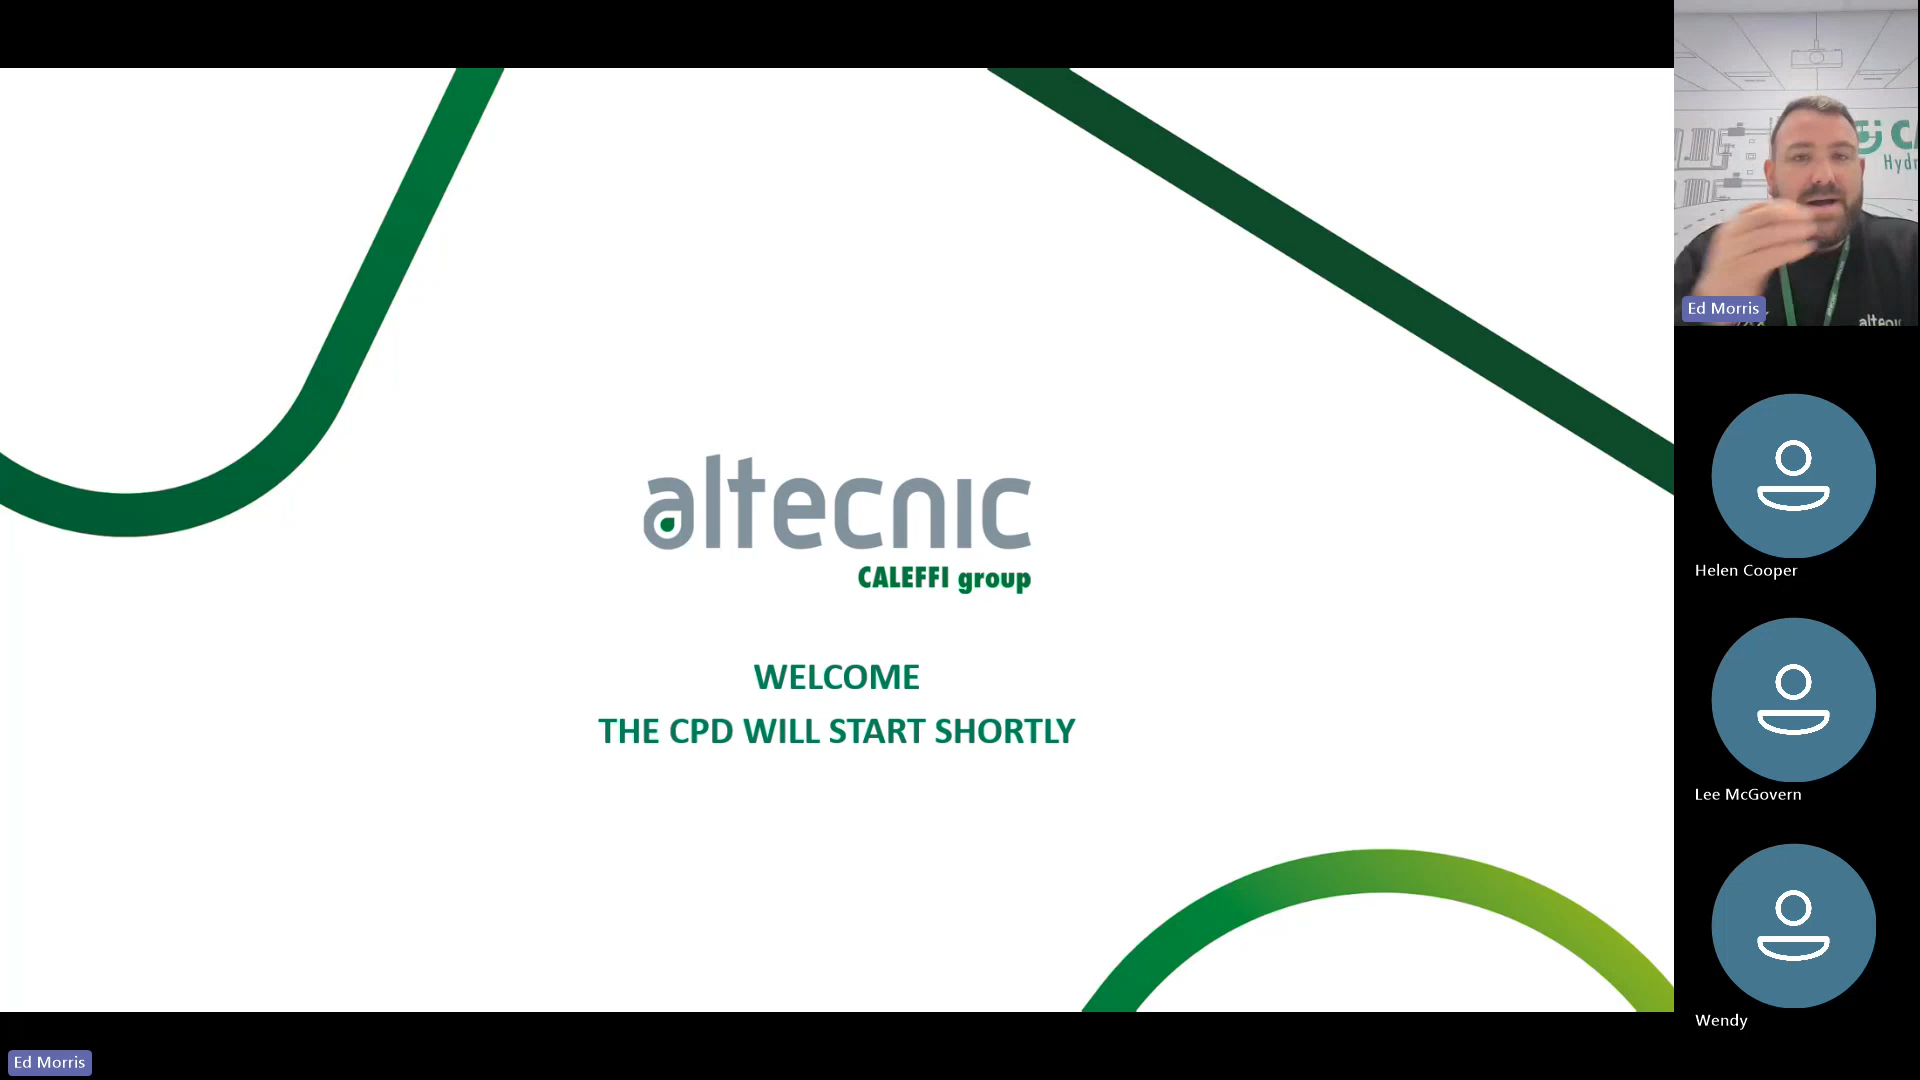 altecnic
CALEFFI group
WELCOME
THE CPD WILL START SHORTLY
Ed Morris
Helen Cooper
Lee McGovern
Wendy
Ed Morris